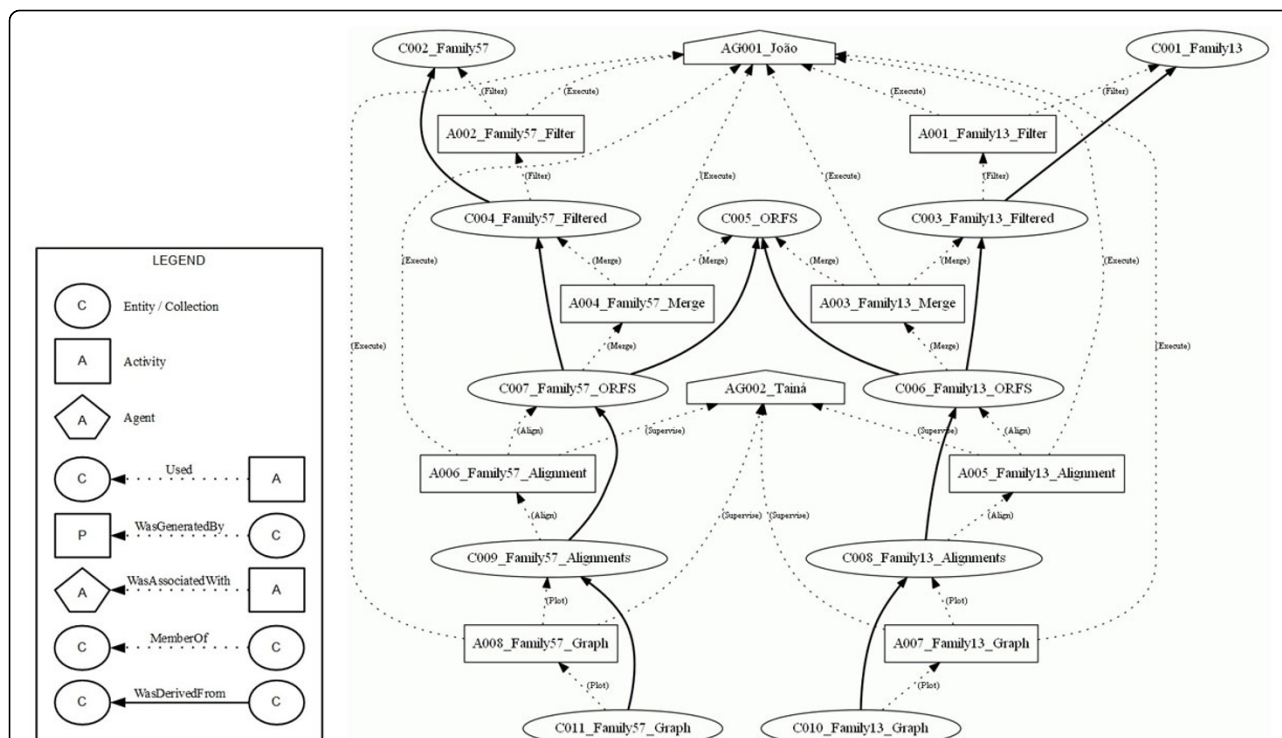 C002_Family57
AG001_João
C001_Family13
(Filter)
(Execute)
(Execute)
(Filter)
A002_Family57_Filter
A001_Family13_Filter
(Filter)
(Execute)
(Execute)
(Filter)
C004_Family57_Filtered
C005_ORFS
C003_Family13_Filtered
(Execute)
(Merge)
(Merge)
(Merge)
(Merge)
(Execute)
A004_Family57_Merge
A003_Family13_Merge
(Execute)
(Merge)
(Merge)
(Execute)
C007_Family57_ORFS
AG002_Tainá
C006_Family13_ORFS
(Align)
(Supervise)
(Supervise)
(Align)
A006_Family57_Alignment
A005_Family13_Alignment
(Align)
(Supervise)
(Supervise)
(Align)
C009_Family57_Alignments
C008_Family13_Alignments
(Plot)
(Plot)
A008_Family57_Graph
A007_Family13_Graph
(Plot)
(Plot)
C011_Family57_Graph
C010_Family13_Graph
LEGEND
C
Entity / Collection
A
Activity
A
Agent
C
Used
A
P
WasGeneratedBy
C
A
WasAssociatedWith
A
C
MemberOf
C
C
WasDerivedFrom
C